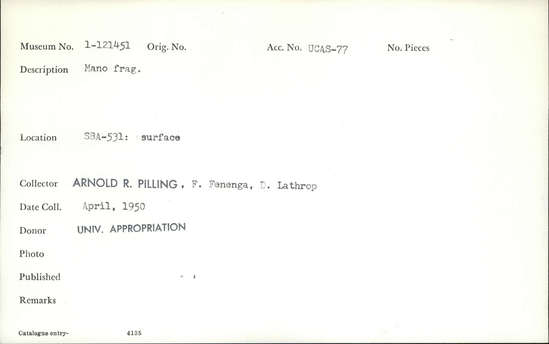 Museum No. 1-121451 Orig. No. Acc. No. UCAS-77 No. Pieces
Description Mano frag.
Location SBA-531: surface
Collector ARNOLD R. PILLING, F. Fenenga, D. Lathrop
Date Coll. April, 1950
Donor UNIV. APPROPRIATION
Photo
Published
Remarks
Catalogue entry- 4135